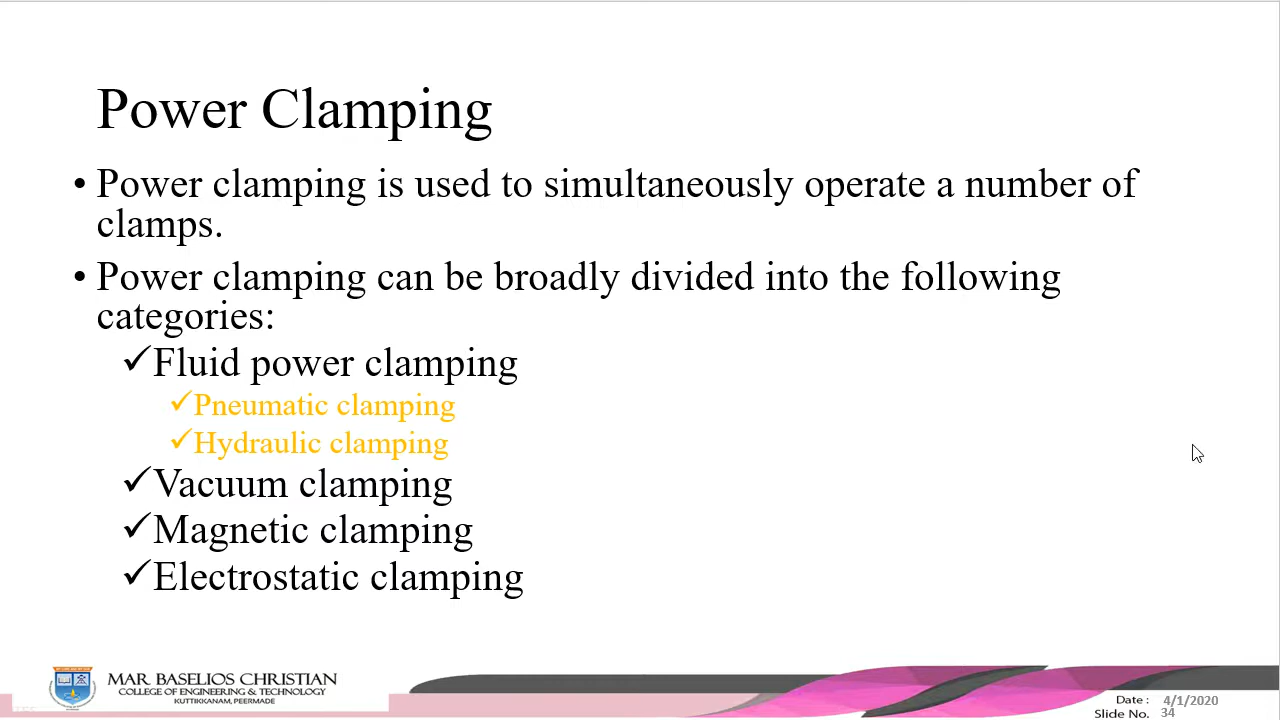 Power Clamping
• Power clamping is used to simultaneously operate a number of
clamps.
• Power clamping can be broadly divided into the following
categories:
✓Fluid power clamping
✓Pneumatic clamping
✓Hydraulic clamping
✓Vacuum clamping
✓Magnetic clamping
✓Electrostatic clamping
MAR BASELIOS CHRISTIAN
COLLEGE OF ENGINEERING & TECHNOLOGY
KUTTIKKANAM, PEERMADE
Date : 4/1/2020
Slide No. 34